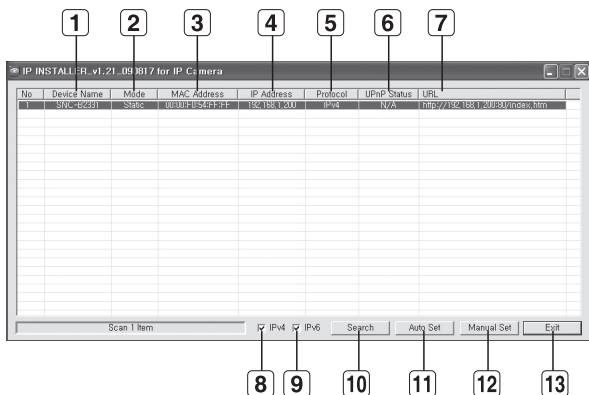 1 2 3 4 5 6 7
IP INSTALLER_v1.21_090817 for IP Camera
No Device Name Mode MAC Address IP Address Protocol UPnP Status URL
1 SNC-B2331 Static 00:00:F0:54:FF:FF 192,168,1,200 IPv4 N/A http://192,168,1,200:80/index,htm
Scan 1 Item IPv4 IPv6 Search Auto Set Manual Set Exit
8 9 10 11 12 13